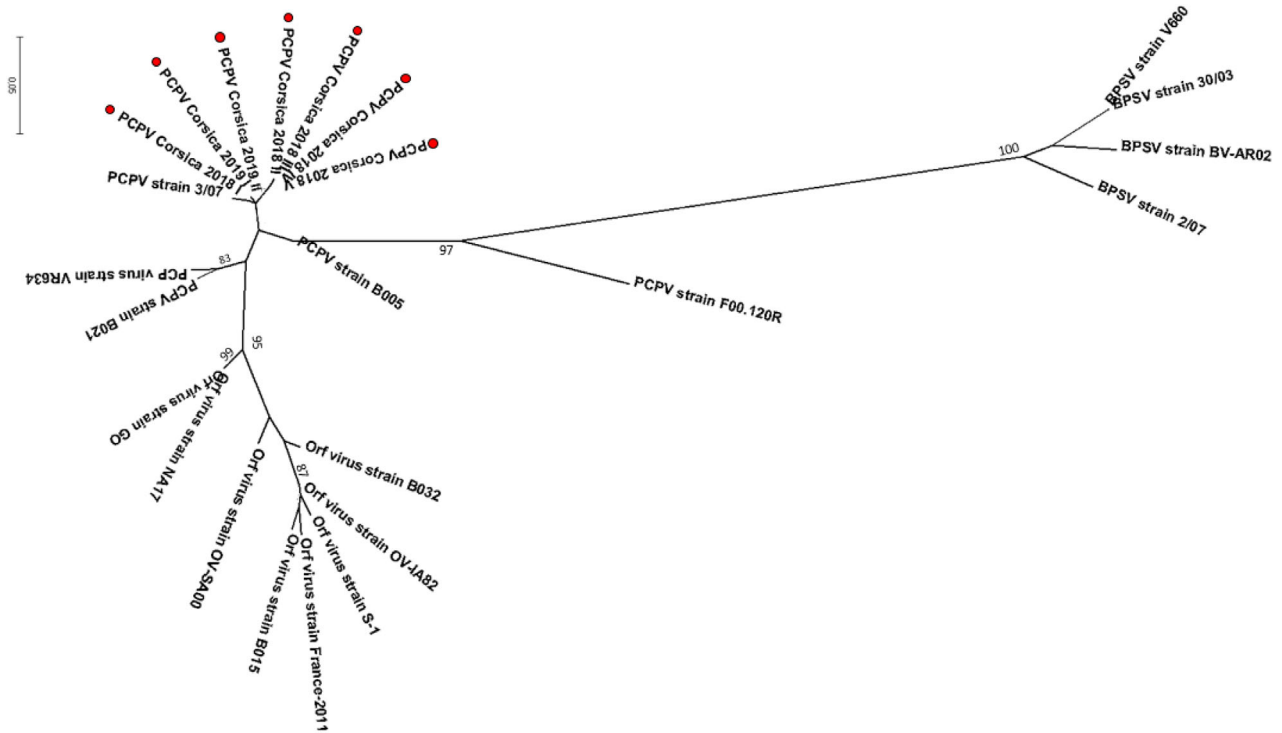 0.05
PCPV Corsica 2018 I
PCPV Corsica 2019 I
PCPV Corsica 2019 II
PCPV Corsica 2018 II
PCPV Corsica 2018 III
PCPV Corsica 2018
PCPV Corsica 2018 V
PCPV strain 3/07
PCPV strain B005
PCPV strain F00.120R
97
100
BPSV strain V660
BPSV strain 30/03
BPSV strain BV-AR02
BPSV strain 2/07
83
PCP virus strain VR634
PCPV strain B021
95
99
Orf virus strain GO
Orf virus strain NA17
Orf virus strain OV-SA00
Orf virus strain B032
87
Orf virus strain OV-IA82
Orf virus strain S-1
Orf virus strain France-2011
Orf virus strain B015